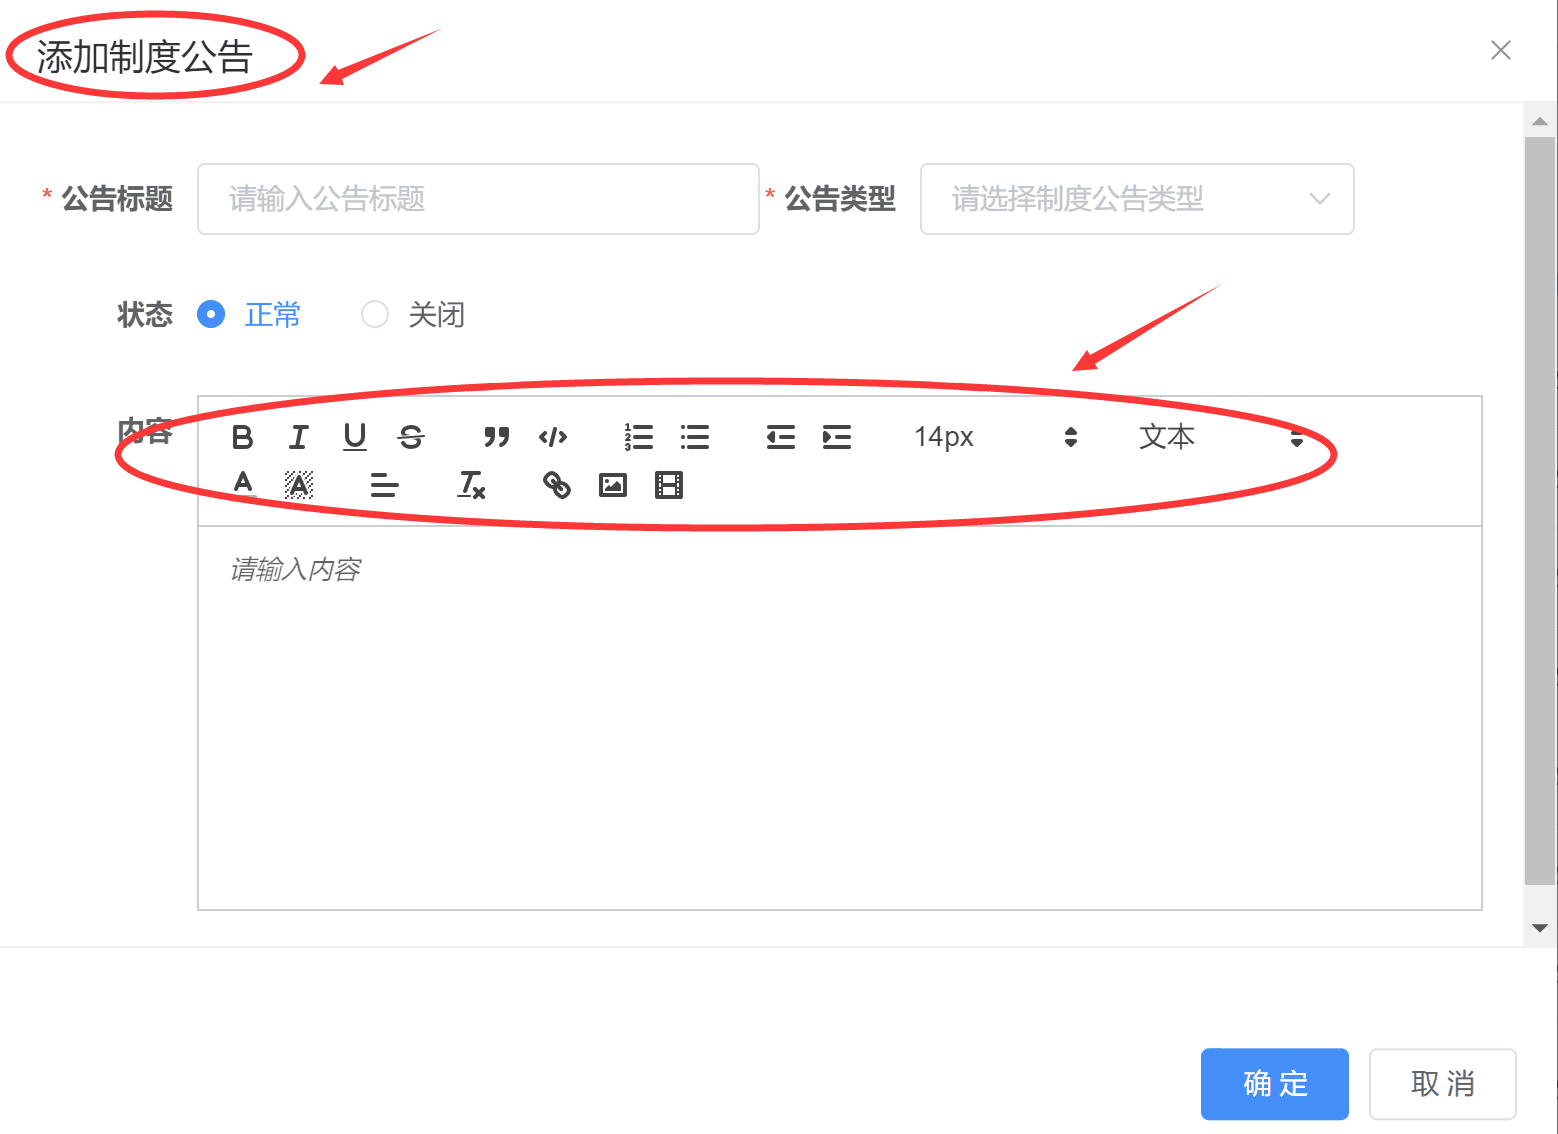 添加制度公告
* 公告标题 请输入公告标题 * 公告类型 请选择制度公告类型
状态 正常 关闭
内容 14px 文本
请输入内容
确 定 取 消